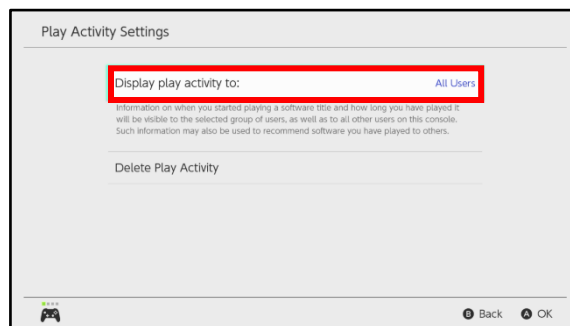 Play Activity Settings
Display play activity to: All Users
Information on when you started playing a software title and how long you have played it
will be visible to the selected group of users, as well as to all other users on this console.
Such information may also be used to recommend software you have played to others.
Delete Play Activity
B Back A OK